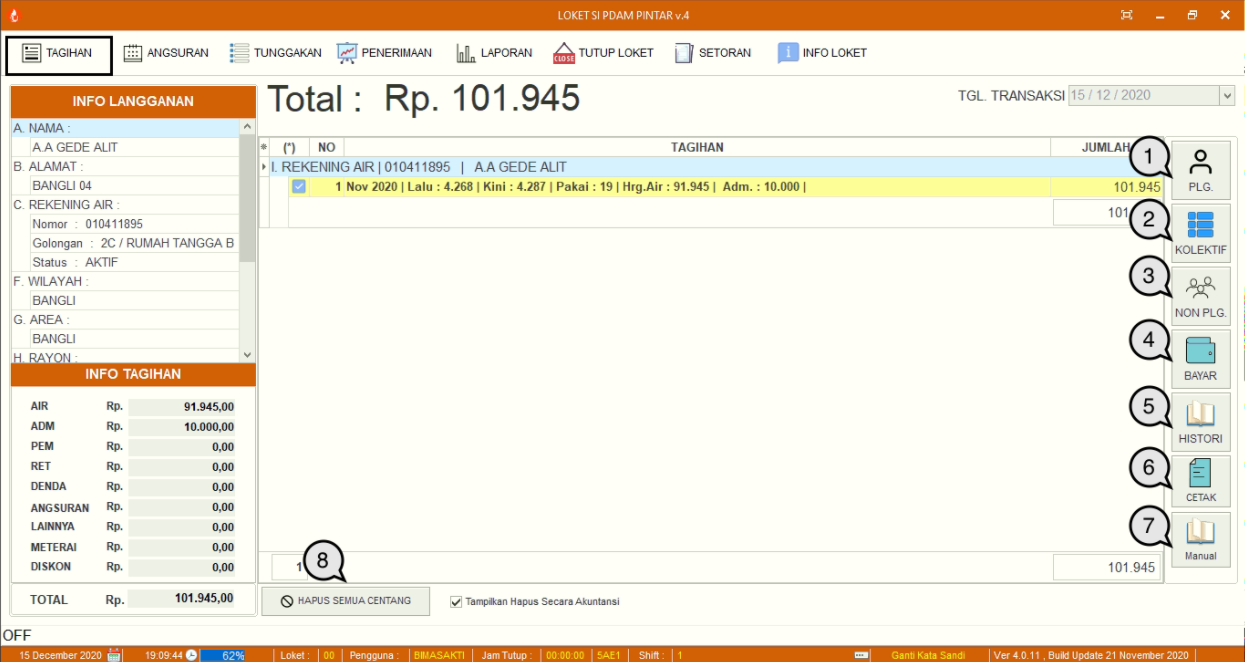 LOKET SI PDAM PINTAR v.4
TAGIHAN ANGSURAN TUNGGAKAN PENERIMAAN LAPORAN CLOSE TUTUP LOKET SETORAN i INFO LOKET
INFO LANGGANAN
A. NAMA :
A.A GEDE ALIT
B. ALAMAT :
BANGLI 04
C. REKENING AIR :
Nomor : 010411895
Golongan : 2C / RUMAH TANGGA B
Status : AKTIF
F. WILAYAH :
BANGLI
G. AREA :
BANGLI
H. RAYON :
INFO TAGIHAN
AIR Rp. 91.945,00
ADM Rp. 10.000,00
PEM Rp. 0,00
RET Rp. 0,00
DENDA Rp. 0,00
ANGSURAN Rp. 0,00
LAINNYA Rp. 0,00
METERAI Rp. 0,00
DISKON Rp. 0,00
TOTAL Rp. 101.945,00
Total : Rp. 101.945
TGL. TRANSAKSI 15 / 12 / 2020
* (*) NO TAGIHAN JUMLAH
I. REKENING AIR | 010411895 | A.A GEDE ALIT
1 Nov 2020 | Lalu : 4.268 | Kini : 4.287 | Pakai : 19 | Hrg.Air : 91.945 | Adm. : 10.000 | 101.945
101
1 101.945
8
HAPUS SEMUA CENTANG
Tampilkan Hapus Secara Akuntansi
1 PLG.
2 KOLEKTIF
3 NON PLG.
4 BAYAR
5 HISTORI
6 CETAK
7 Manual
OFF
15 December 2020 19:09:44 62% Loket : 00 Pengguna : BIMASAKTI Jam Tutup : 00:00:00 5AE1 Shift : 1 Ganti Kata Sandi Ver 4.0.11 , Build Update 21 November 2020